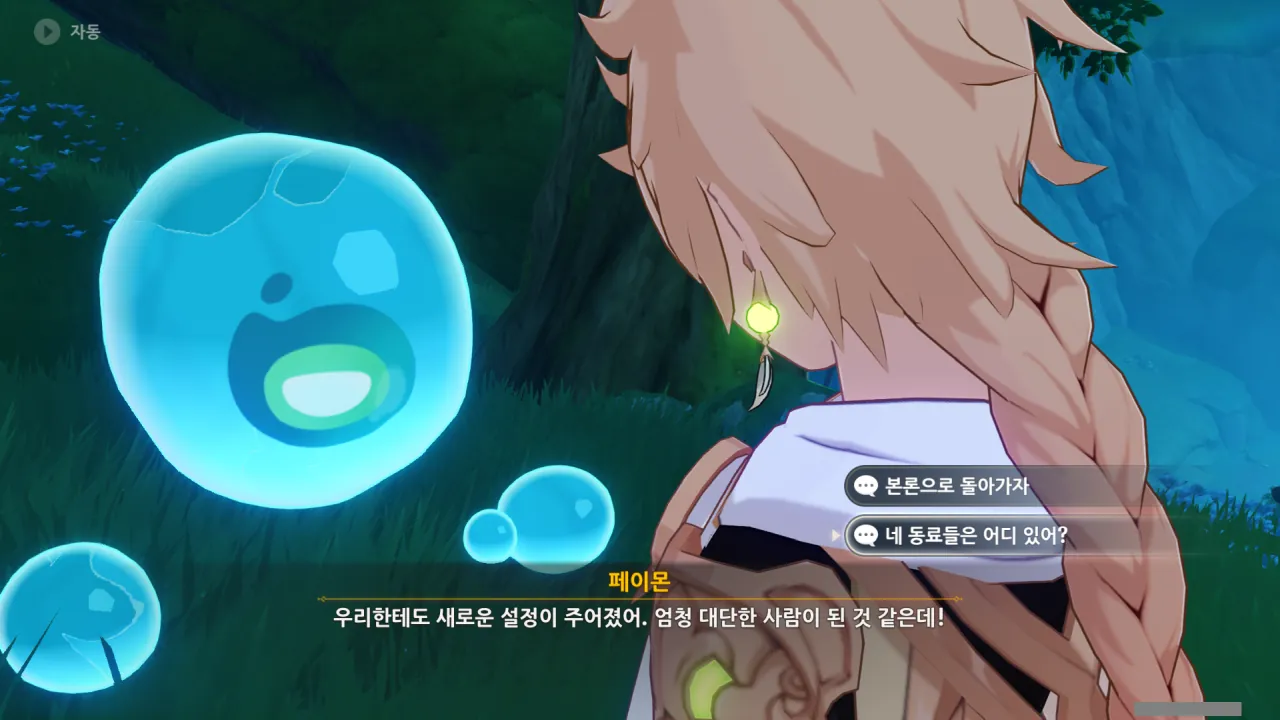 자동
본론으로 돌아가자
네 동료들은 어디 있어?
페이몬
우리한테도 새로운 설정이 주어졌어. 엄청 대단한 사람이 된 것 같은데!